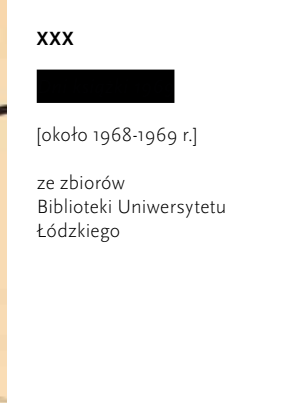 XXX
[około 1968-1969 r.]
ze zbiorów
Biblioteki Uniwersytetu
Łódzkiego